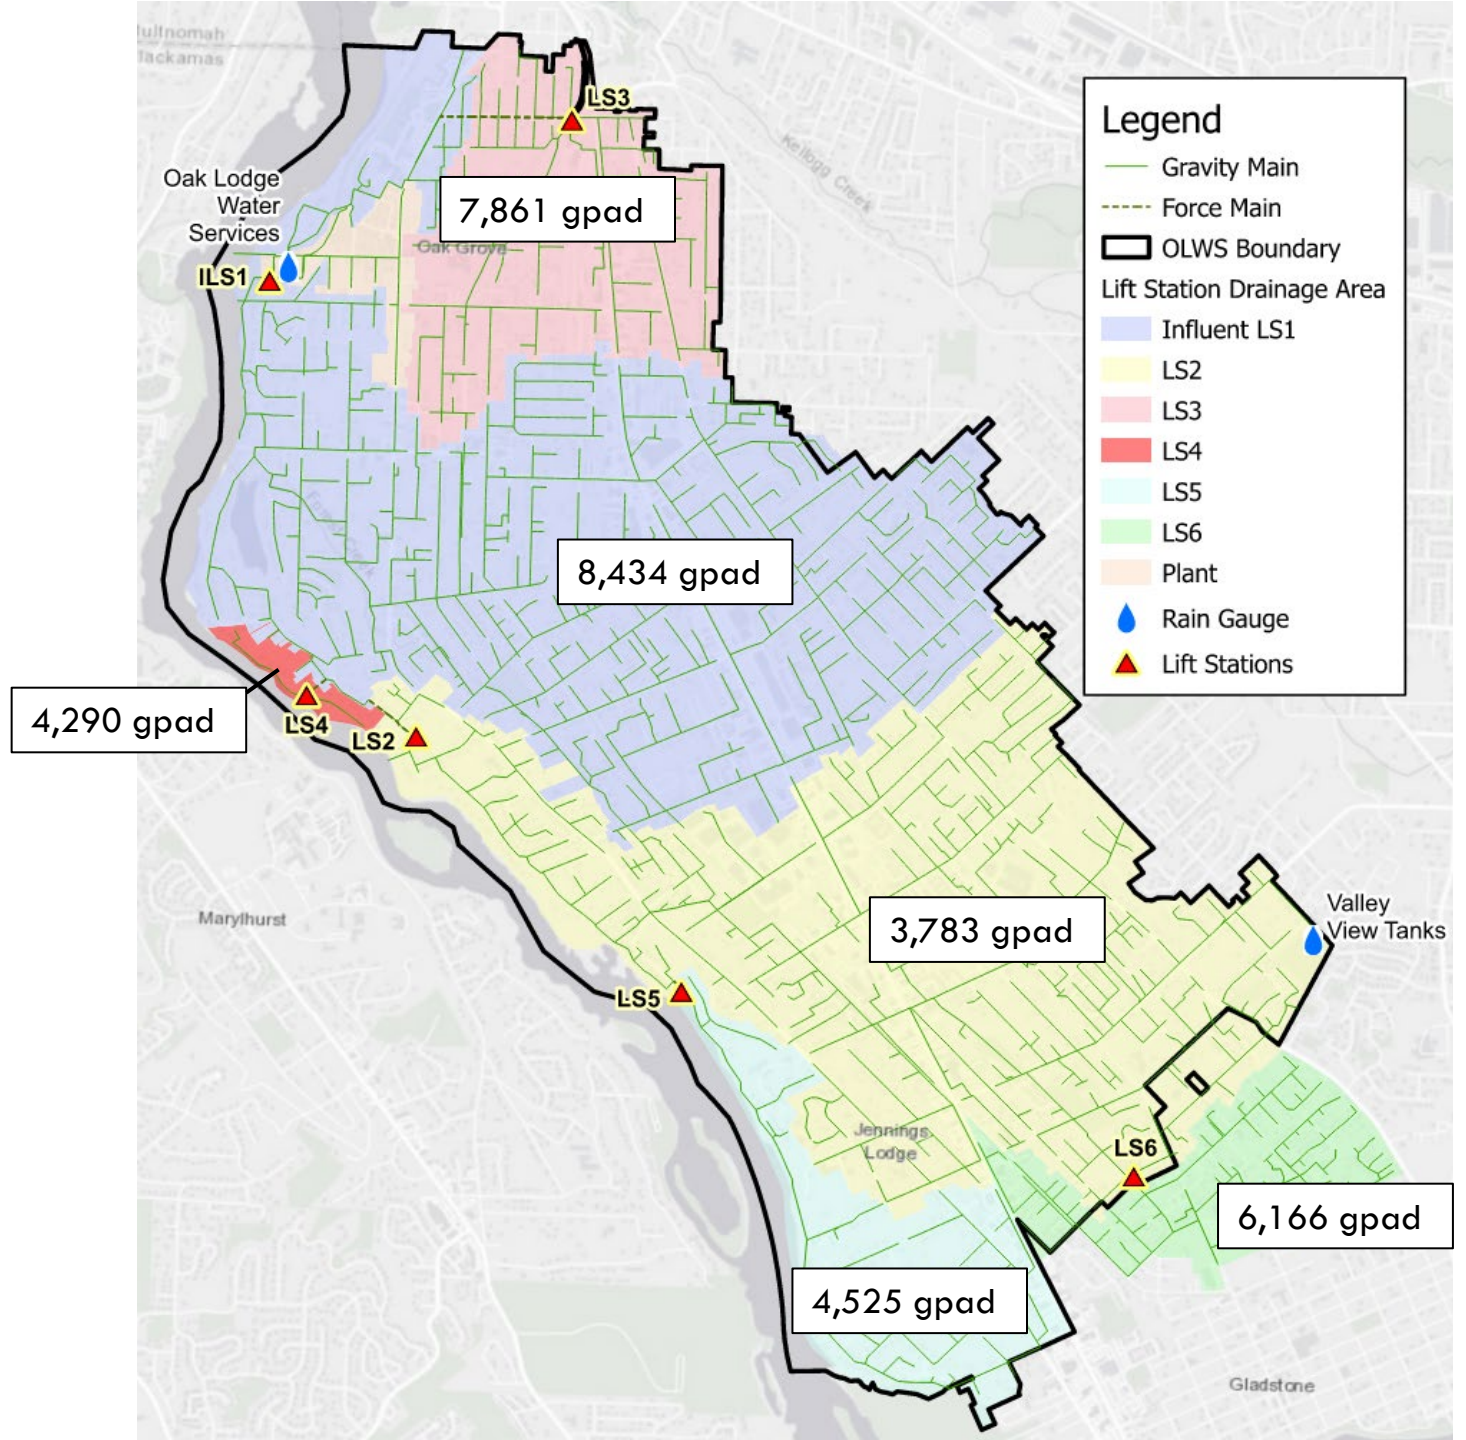 ultnomah
lackamas
LS3
Kellogg Creek
Oak Lodge
Water
Services
7,861 gpad
Oak Grove
ILS1
Legend
Gravity Main
Force Main
OLWS Boundary
Lift Station Drainage Area
Influent LS1
LS2
LS3
LS4
LS5
LS6
Plant
Rain Gauge
Lift Stations
8,434 gpad
4,290 gpad
LS4
LS2
Marylhurst
3,783 gpad
Valley
View Tanks
LS5
Jennings
Lodge
LS6
6,166 gpad
4,525 gpad
Gladstone